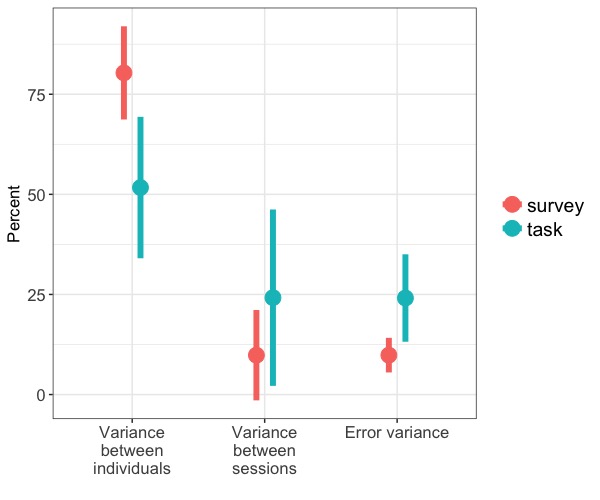 Percent
75
50
25
0
Variance
between
individuals
Variance
between
sessions
Error variance
survey
task